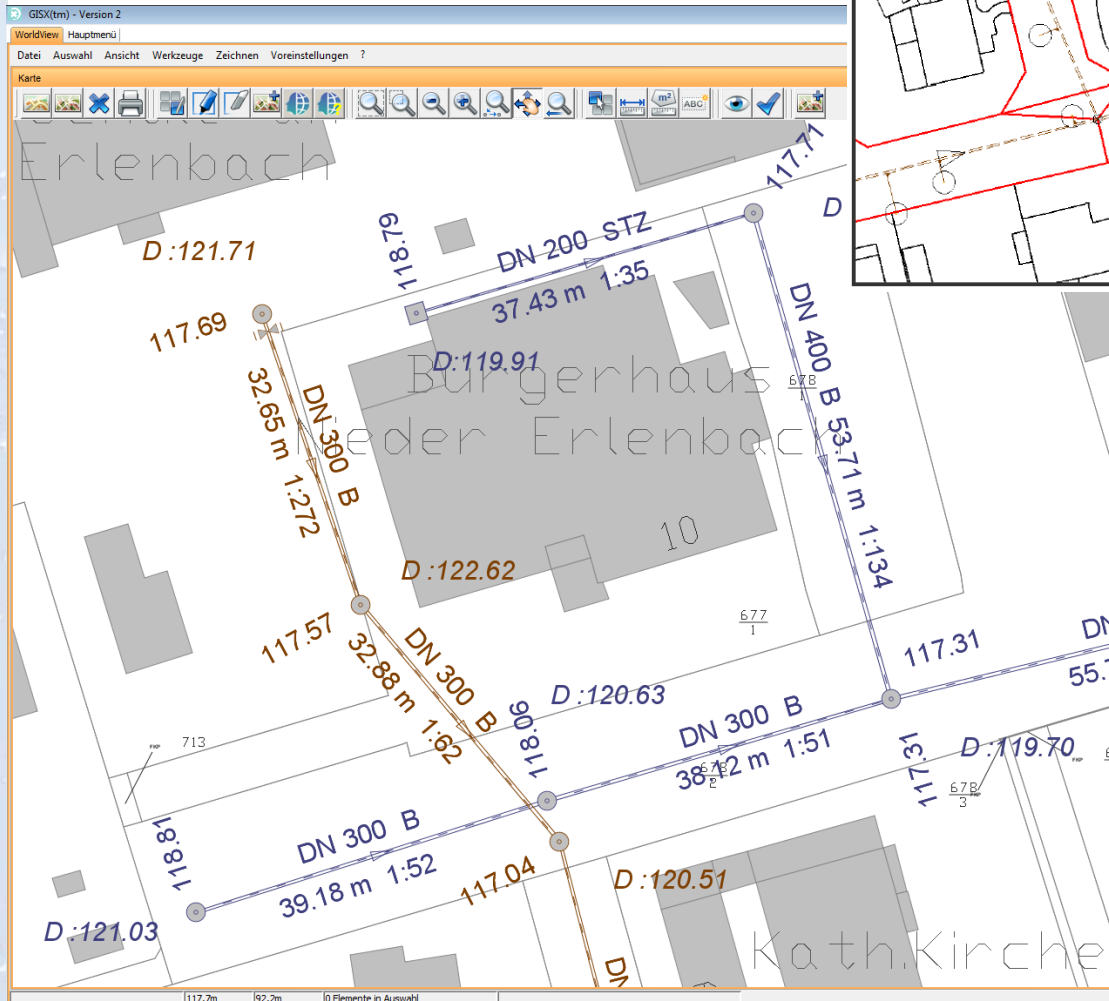 GISX(tm) - Version 2
WorldView Hauptmenü
Datei Auswahl Ansicht Werkzeuge Zeichnen Voreinstellungen ?
Karte
m² ABC
Erlenbach
117.71
D
D :121.71
118.79
DN 200 STZ
37.43 m 1:35
117.69
D:119.91
Bürgerhaus
Nieder Erlenbach
678
1
DN 400 B 53.71 m 1:134
DN 300 B
32.65 m 1:272
10
D :122.62
677
1
117.57
DN 300 B
32.88 m 1:62
117.31
DN
55.
D :120.63
118.06
DN 300 B
38.12 m 1:51
678
2
713
117.31
D :119.70
678
3
118.81
DN 300 B
39.18 m 1:52
117.04
D :120.51
D :121.03
Kath.Kirche
DN
117.7m 92.2m 0 Elemente in Auswahl